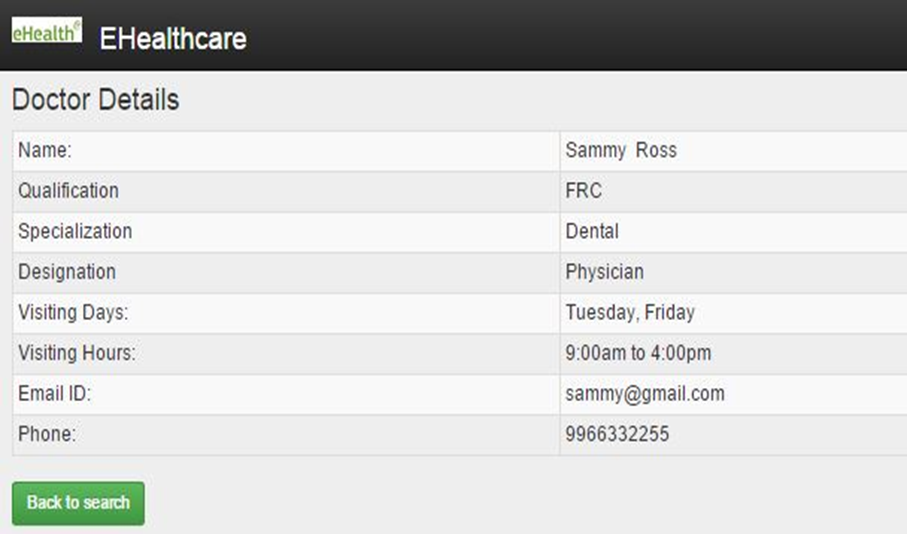 eHealth® EHealthcare
Doctor Details
Name: Sammy Ross
Qualification FRC
Specialization Dental
Designation Physician
Visiting Days: Tuesday, Friday
Visiting Hours: 9:00am to 4:00pm
Email ID: sammy@gmail.com
Phone: 9966332255
Back to search